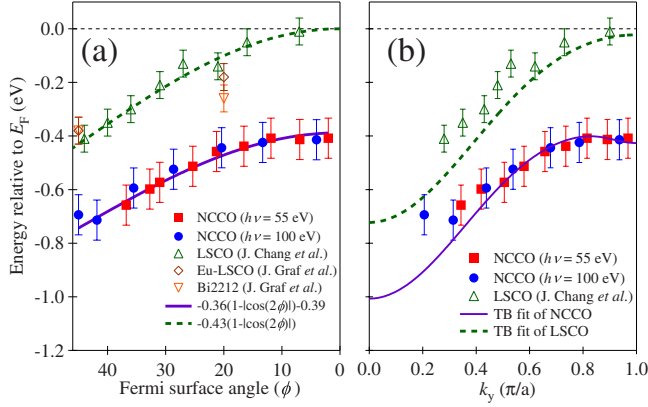 (a)
(b)
0.0
-0.2
-0.4
-0.6
-0.8
-1.0
-1.2
Energy relative to E_F (eV)
NCCO (hν = 55 eV)
NCCO (hν = 100 eV)
LSCO (J. Chang et al.)
Eu-LSCO (J. Graf et al.)
Bi2212 (J. Graf et al.)
-0.36(1-|cos(2ϕ)|)-0.39
-0.43(1-|cos(2ϕ)|)
40 30 20 10 0
Fermi surface angle (ϕ)
NCCO (hν = 55 eV)
NCCO (hν = 100 eV)
LSCO (J. Chang et al.)
TB fit of NCCO
TB fit of LSCO
0.0 0.2 0.4 0.6 0.8 1.0
k_y (π/a)